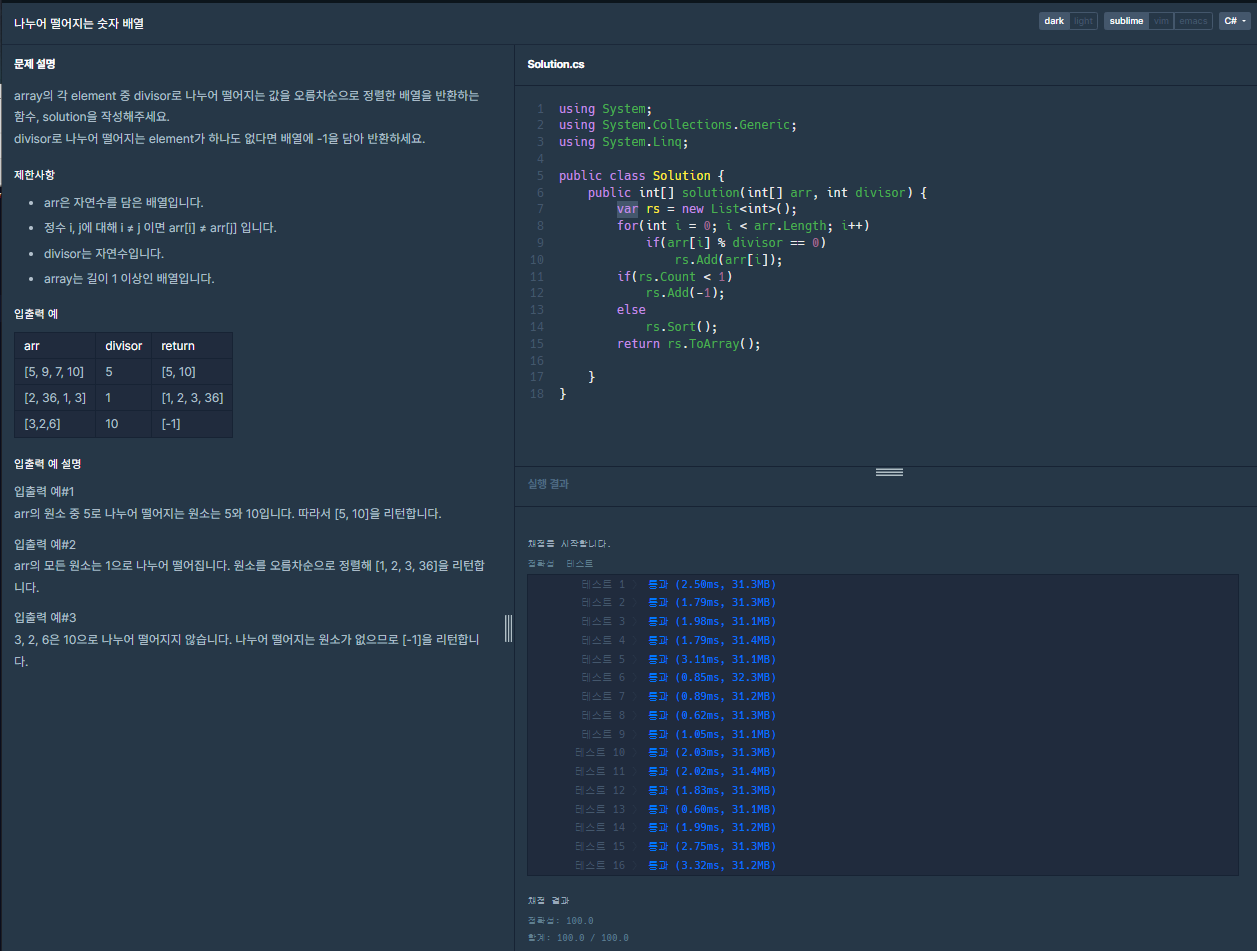 나누어 떨어지는 숫자 배열
dark light sublime vim emacs C#
문제 설명
array의 각 element 중 divisor로 나누어 떨어지는 값을 오름차순으로 정렬한 배열을 반환하는
함수, solution을 작성해주세요.
divisor로 나누어 떨어지는 element가 하나도 없다면 배열에 -1을 담아 반환하세요.
제한사항
• arr은 자연수를 담은 배열입니다.
• 정수 i, j에 대해 i ≠ j 이면 arr[i] ≠ arr[j] 입니다.
• divisor는 자연수입니다.
• array는 길이 1 이상인 배열입니다.
입출력 예
arr divisor return
[5, 9, 7, 10] 5 [5, 10]
[2, 36, 1, 3] 1 [1, 2, 3, 36]
[3,2,6] 10 [-1]
입출력 예 설명
입출력 예#1
arr의 원소 중 5로 나누어 떨어지는 원소는 5와 10입니다. 따라서 [5, 10]을 리턴합니다.
입출력 예#2
arr의 모든 원소는 1으로 나누어 떨어집니다. 원소를 오름차순으로 정렬해 [1, 2, 3, 36]을 리턴합
니다.
입출력 예#3
3, 2, 6은 10으로 나누어 떨어지지 않습니다. 나누어 떨어지는 원소가 없으므로 [-1]을 리턴합니
다.
Solution.cs
1 using System;
2 using System.Collections.Generic;
3 using System.Linq;
4
5 public class Solution {
6     public int[] solution(int[] arr, int divisor) {
7         var rs = new List<int>();
8         for(int i = 0; i < arr.Length; i++)
9             if(arr[i] % divisor == 0)
10                 rs.Add(arr[i]);
11         if(rs.Count < 1)
12             rs.Add(-1);
13         else
14             rs.Sort();
15         return rs.ToArray();
16
17     }
18 }
실행 결과
채점을 시작합니다.
정확성 테스트
테스트 1 통과 (2.50ms, 31.3MB)
테스트 2 통과 (1.79ms, 31.3MB)
테스트 3 통과 (1.98ms, 31.1MB)
테스트 4 통과 (1.79ms, 31.4MB)
테스트 5 통과 (3.11ms, 31.1MB)
테스트 6 통과 (0.85ms, 32.3MB)
테스트 7 통과 (0.89ms, 31.2MB)
테스트 8 통과 (0.62ms, 31.3MB)
테스트 9 통과 (1.05ms, 31.1MB)
테스트 10 통과 (2.03ms, 31.3MB)
테스트 11 통과 (2.02ms, 31.4MB)
테스트 12 통과 (1.83ms, 31.3MB)
테스트 13 통과 (0.60ms, 31.1MB)
테스트 14 통과 (1.99ms, 31.2MB)
테스트 15 통과 (2.75ms, 31.3MB)
테스트 16 통과 (3.32ms, 31.2MB)
채점 결과
정확성: 100.0
합계: 100.0 / 100.0